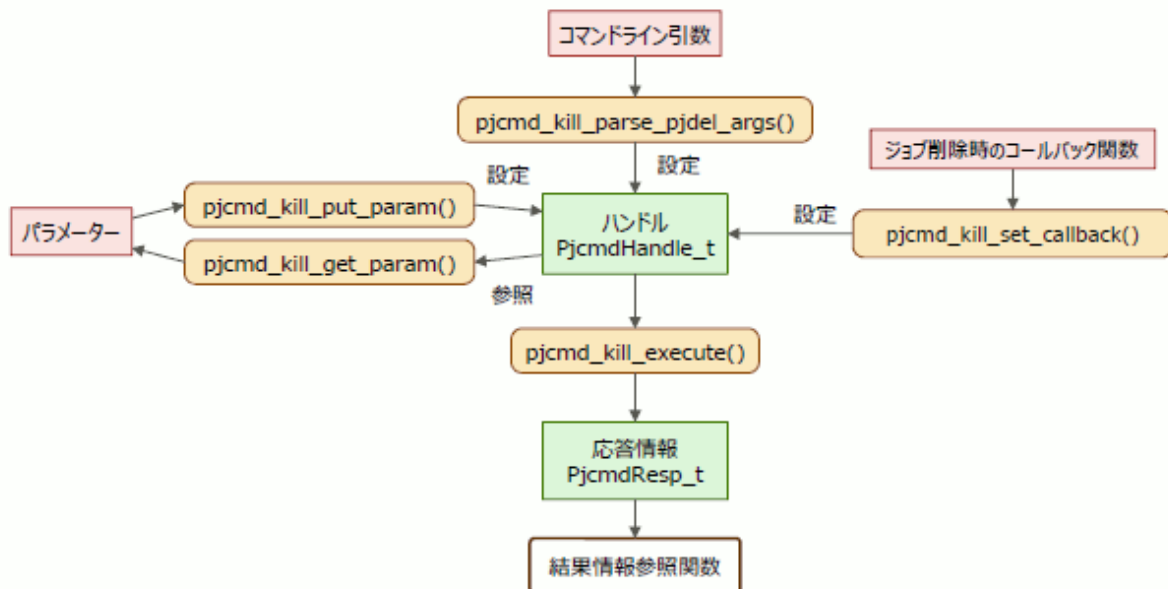 コマンドライン引数
pjcmd_kill_parse_pjdel_args()
ジョブ削除時のコールバック関数
設定
設定
pjcmd_kill_put_param()
パラメーター
pjcmd_kill_get_param()
参照
ハンドル
PjcmdHandle_t
設定
pjcmd_kill_set_callback()
pjcmd_kill_execute()
応答情報
PjcmdResp_t
結果情報参照関数